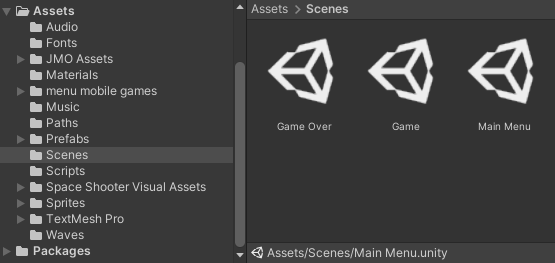 Assets
Audio
Fonts
JMO Assets
Materials
menu mobile games
Music
Paths
Prefabs
Scenes
Scripts
Space Shooter Visual Assets
Sprites
TextMesh Pro
Waves
Packages
Assets > Scenes
Game Over
Game
Main Menu
Assets/Scenes/Main Menu.unity